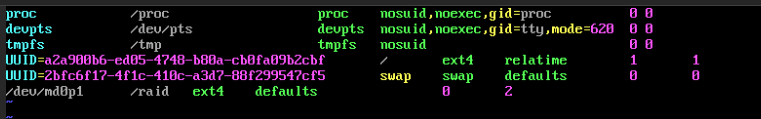 proc /proc proc nosuid,noexec,gid=proc 0 0
devpts /dev/pts devpts nosuid,noexec,gid=tty,mode=620 0 0
tmpfs /tmp tmpfs nosuid 0 0
UUID=a2a900b6-ed05-4748-b80a-cb0fa09b2cbf / ext4 relatime 1 1
UUID=2bfc6f17-4f1c-410c-a3d7-88f299547cf5 swap swap defaults 0 0
/dev/md0p1 /raid ext4 defaults 0 2
~
~